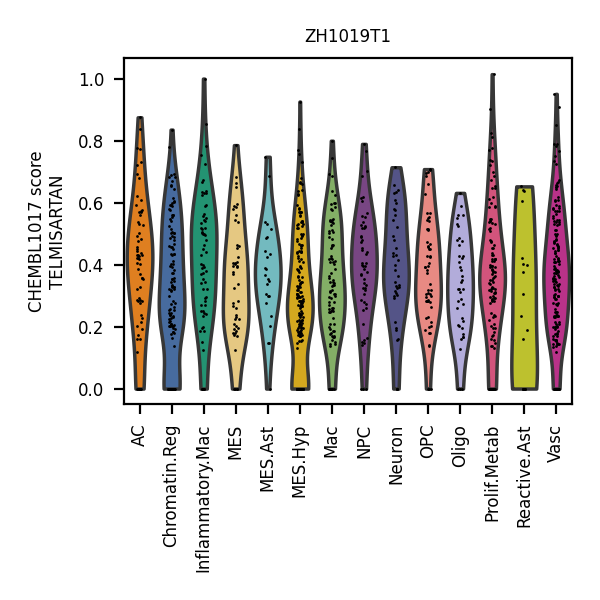 ZH1019T1
CHEMBL1017 score
TELMISARTAN
1.0
0.8
0.6
0.4
0.2
0.0
AC
Chromatin.Reg
Inflammatory.Mac
MES
MES.Ast
MES.Hyp
Mac
NPC
Neuron
OPC
Oligo
Prolif.Metab
Reactive.Ast
Vasc